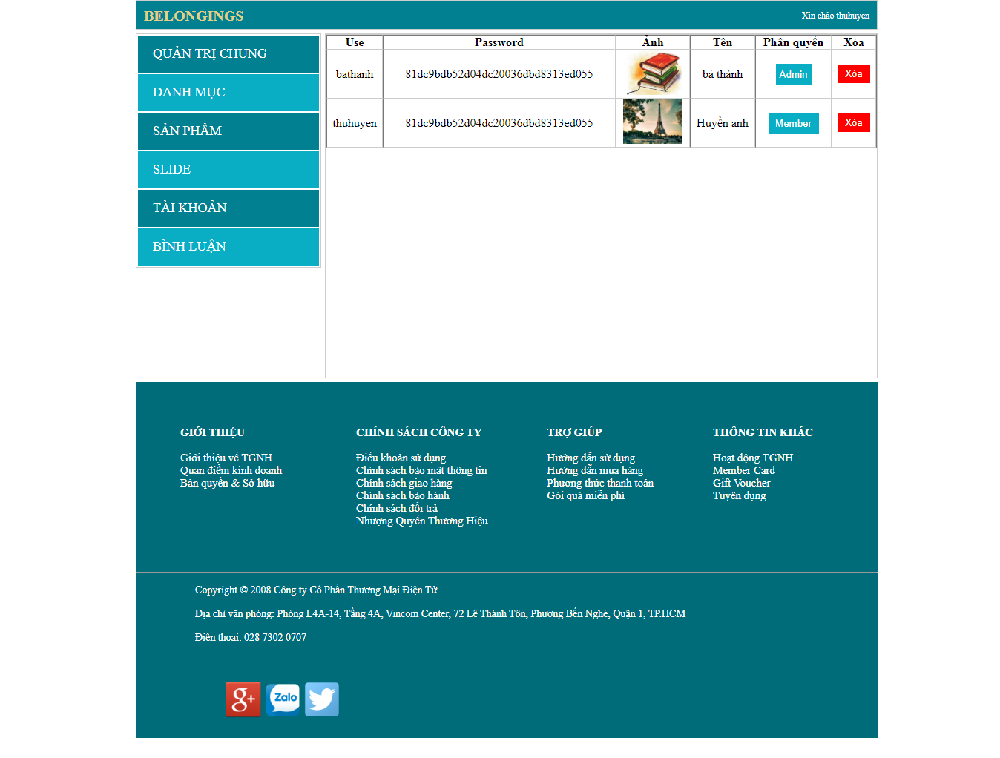 BELONGINGS
Xin chào thuhuyen
QUẢN TRỊ CHUNG
DANH MỤC
SẢN PHẨM
SLIDE
TÀI KHOẢN
BÌNH LUẬN
Use Password Ảnh Tên Phân quyền Xóa
bathanh 81dc9bdb52d04dc20036dbd8313ed055 bá thành Admin Xóa
thuhuyen 81dc9bdb52d04dc20036dbd8313ed055 Huyền anh Member Xóa
GIỚI THIỆU
Giới thiệu về TGNH
Quan điểm kinh doanh
Bản quyền & Sở hữu
CHÍNH SÁCH CÔNG TY
Điều khoản sử dụng
Chính sách bảo mật thông tin
Chính sách giao hàng
Chính sách bảo hành
Chính sách đổi trả
Nhượng Quyền Thương Hiệu
TRỢ GIÚP
Hướng dẫn sử dụng
Hướng dẫn mua hàng
Phương thức thanh toán
Gói quà miễn phí
THÔNG TIN KHÁC
Hoạt động TGNH
Member Card
Gift Voucher
Tuyển dụng
Copyright © 2008 Công ty Cổ Phần Thương Mại Điện Tử.
Địa chỉ văn phòng: Phòng L4A-14, Tầng 4A, Vincom Center, 72 Lê Thánh Tôn, Phường Bến Nghé, Quận 1, TP.HCM
Điện thoại: 028 7302 0707
g+ Zalo